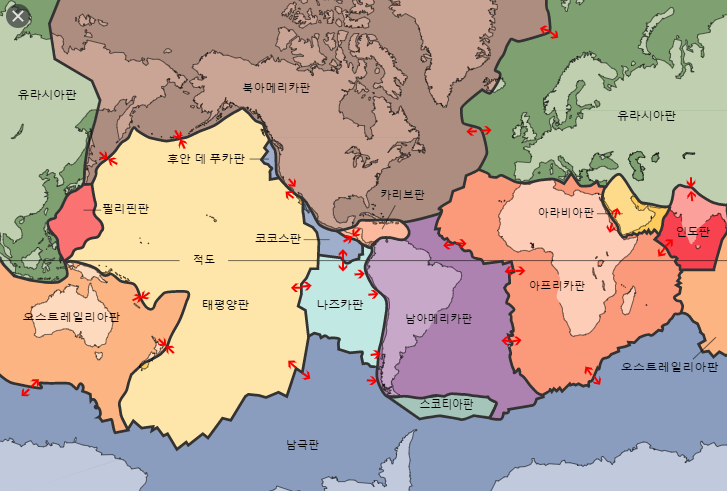 유라시아판
북아메리카판
유라시아판
후안 데 푸카판
카리브판
필리핀판
아라비아판
코코스판
인도판
적도
아프리카판
태평양판
나즈카판
오스트레일리아판
남아메리카판
오스트레일리아판
스코티아판
남극판